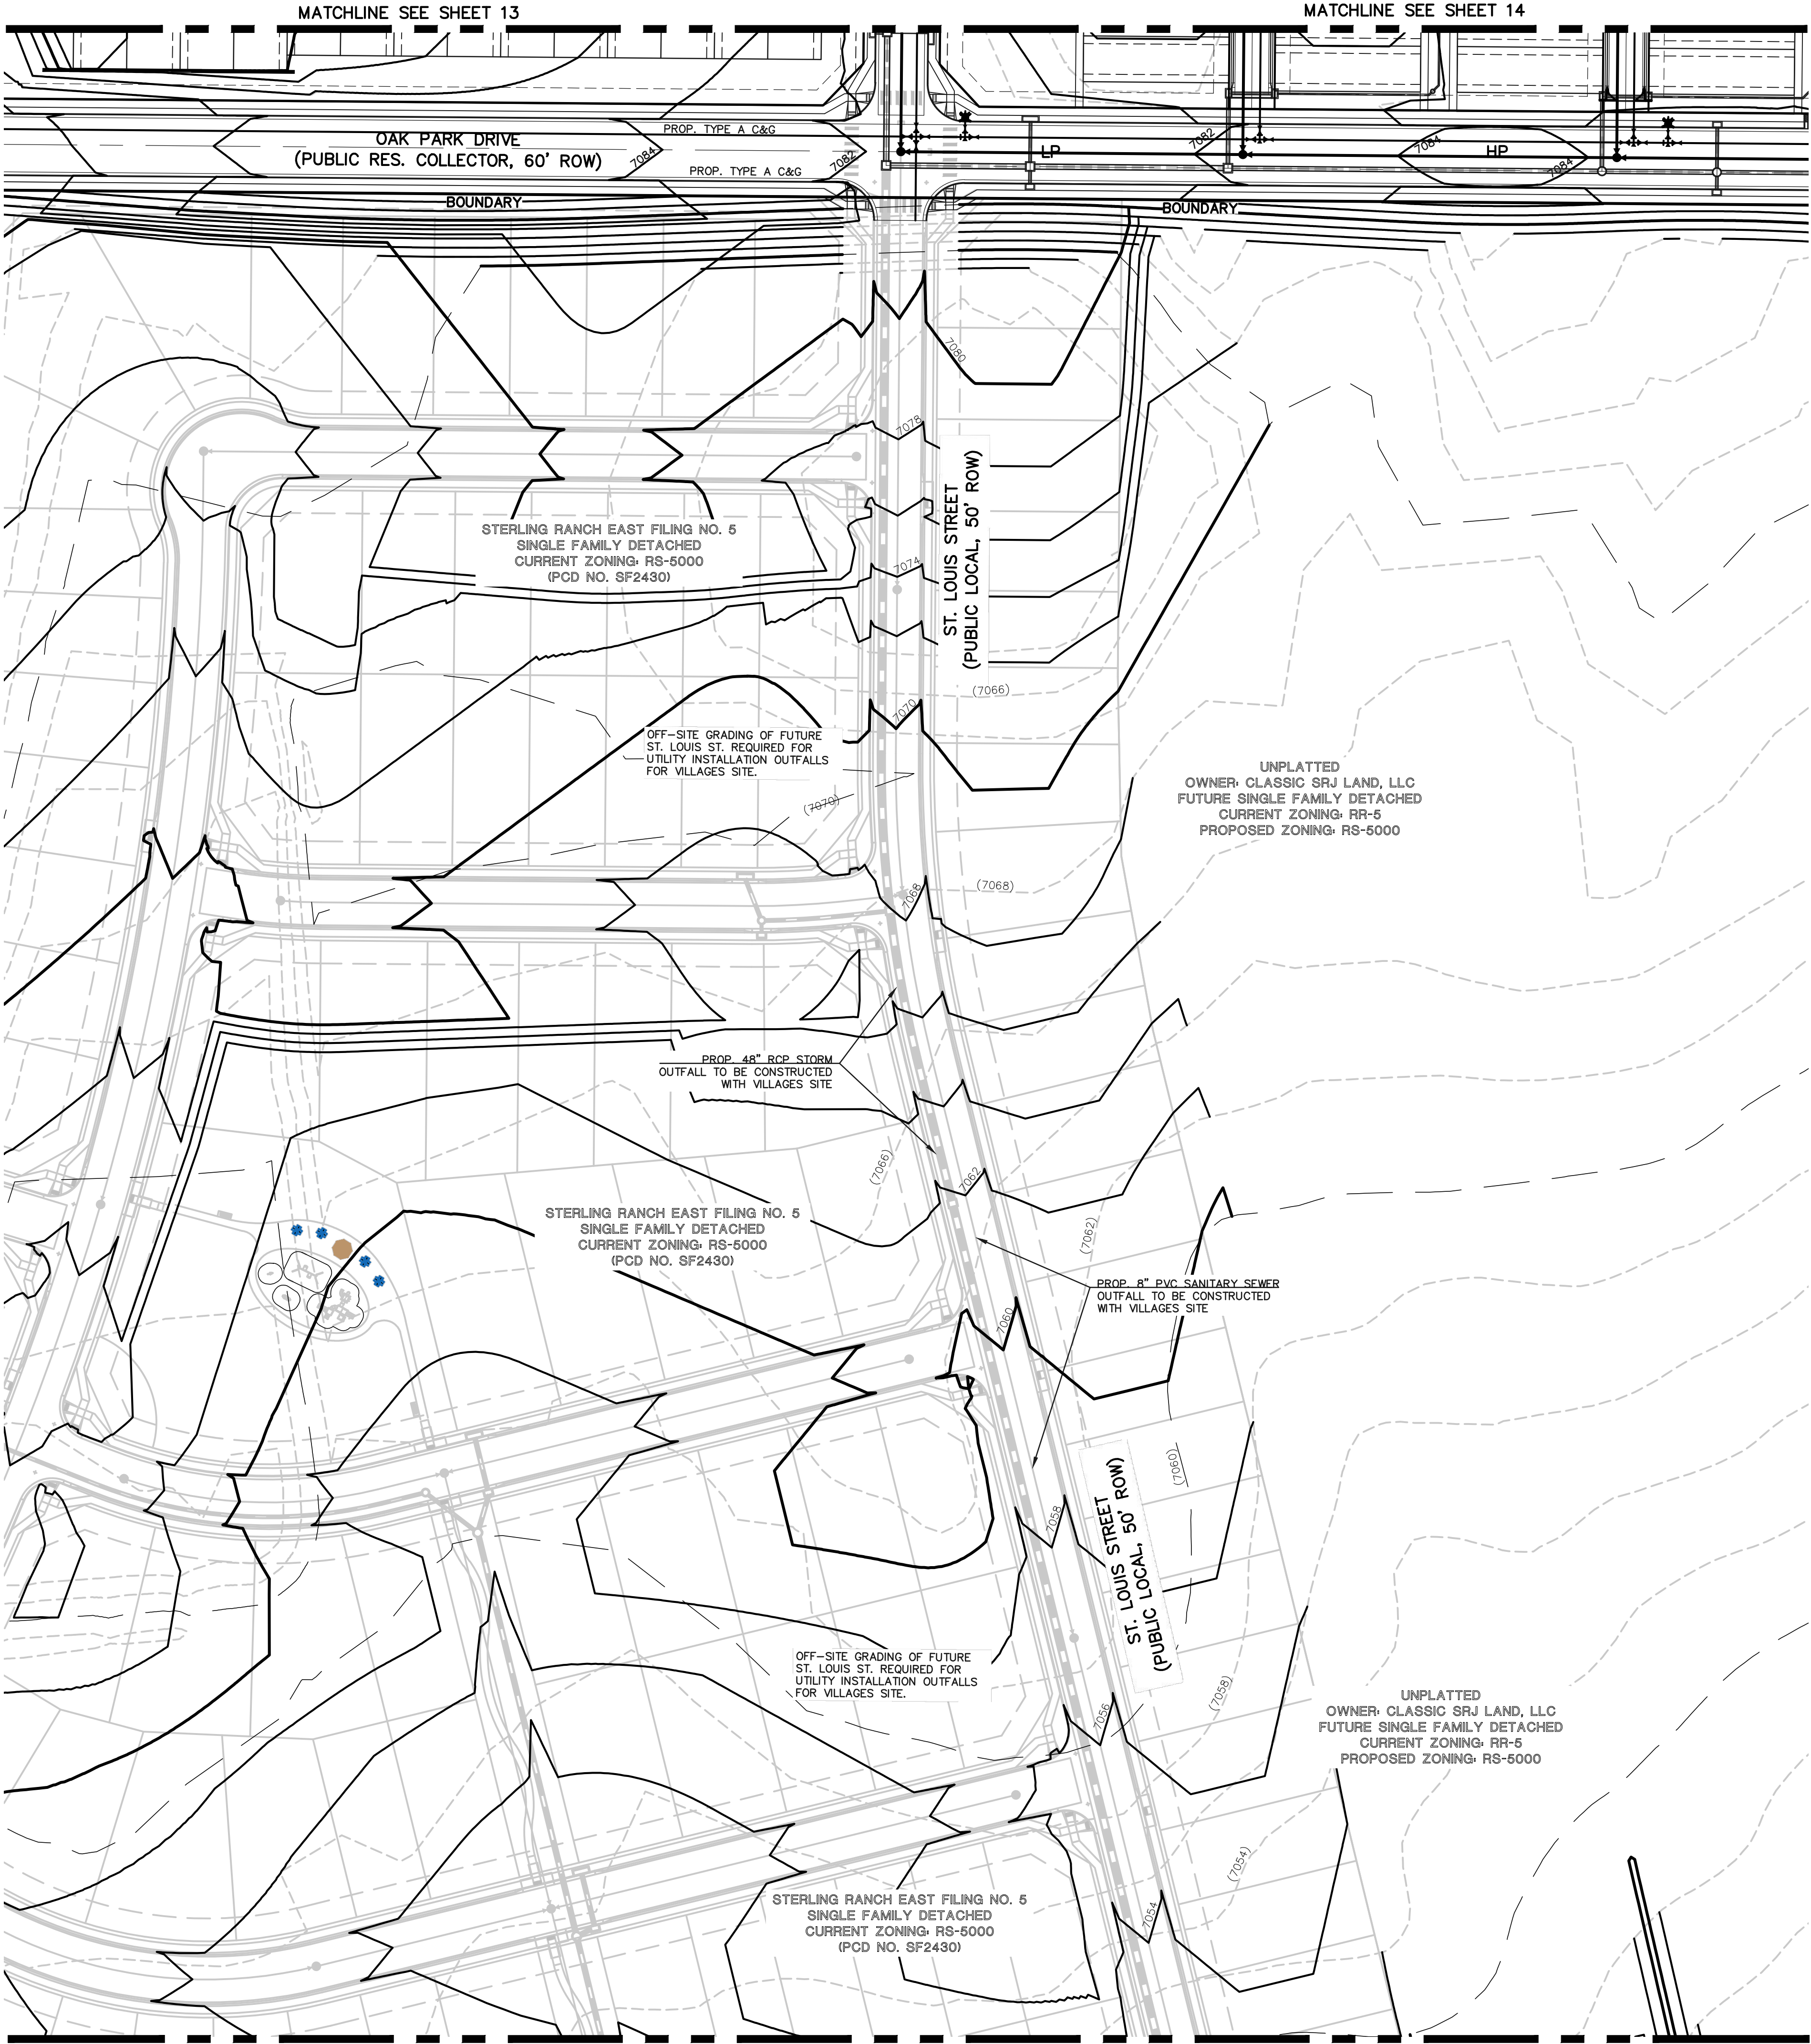 MATCHLINE SEE SHEET 13
MATCHLINE SEE SHEET 14
OAK PARK DRIVE
(PUBLIC RES. COLLECTOR, 60' ROW)
PROP. TYPE A C&G
PROP. TYPE A C&G
7084
7082
LP
7082
7084
HP
7084
BOUNDARY
BOUNDARY
7080
7078
ST. LOUIS STREET
(PUBLIC LOCAL, 50' ROW)
STERLING RANCH EAST FILING NO. 5
SINGLE FAMILY DETACHED
CURRENT ZONING: RS-5000
(PCD NO. SF2430)
7074
(7066)
7070
OFF-SITE GRADING OF FUTURE
ST. LOUIS ST. REQUIRED FOR
UTILITY INSTALLATION OUTFALLS
FOR VILLAGES SITE.
(7070)
UNPLATTED
OWNER: CLASSIC SRJ LAND, LLC
FUTURE SINGLE FAMILY DETACHED
CURRENT ZONING: RR-5
PROPOSED ZONING: RS-5000
7068
(7068)
PROP. 48" RCP STORM
OUTFALL TO BE CONSTRUCTED
WITH VILLAGES SITE
(7066)
7062
STERLING RANCH EAST FILING NO. 5
SINGLE FAMILY DETACHED
CURRENT ZONING: RS-5000
(PCD NO. SF2430)
(7062)
PROP. 8" PVC SANITARY SEWER
OUTFALL TO BE CONSTRUCTED
WITH VILLAGES SITE
7060
(7060)
7058
ST. LOUIS STREET
(PUBLIC LOCAL, 50' ROW)
OFF-SITE GRADING OF FUTURE
ST. LOUIS ST. REQUIRED FOR
UTILITY INSTALLATION OUTFALLS
FOR VILLAGES SITE.
(7058)
7056
UNPLATTED
OWNER: CLASSIC SRJ LAND, LLC
FUTURE SINGLE FAMILY DETACHED
CURRENT ZONING: RR-5
PROPOSED ZONING: RS-5000
(7054)
STERLING RANCH EAST FILING NO. 5
SINGLE FAMILY DETACHED
CURRENT ZONING: RS-5000
(PCD NO. SF2430)
7054